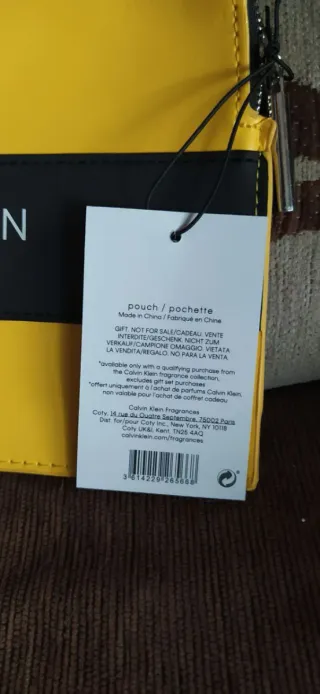 N
pouch / pochette
Made in China / Fabriqué en Chine
GIFT. NOT FOR SALE/CADEAU. VENTE
INTERDITE/GESCHENK. NICHT ZUM
VERKAUF/CAMPIONE OMAGGIO. VIETATA
LA VENDITA/REGALO. NO PARA LA VENTA
*available only with a qualifying purchase from
the Calvin Klein fragrance collection,
excludes gift set purchases
*offert uniquement à l'achat de parfums Calvin Klein,
non valable pour l'achat de coffret cadeau
Calvin Klein Fragrances
Coty, 14 rue du Quatre Septembre, 75002 Paris
Dist. for/pour Coty Inc., New York, NY 10118
Coty UK&I, Kent, TN25 4AQ
calvinklein.com/fragrances
3 614229 285888